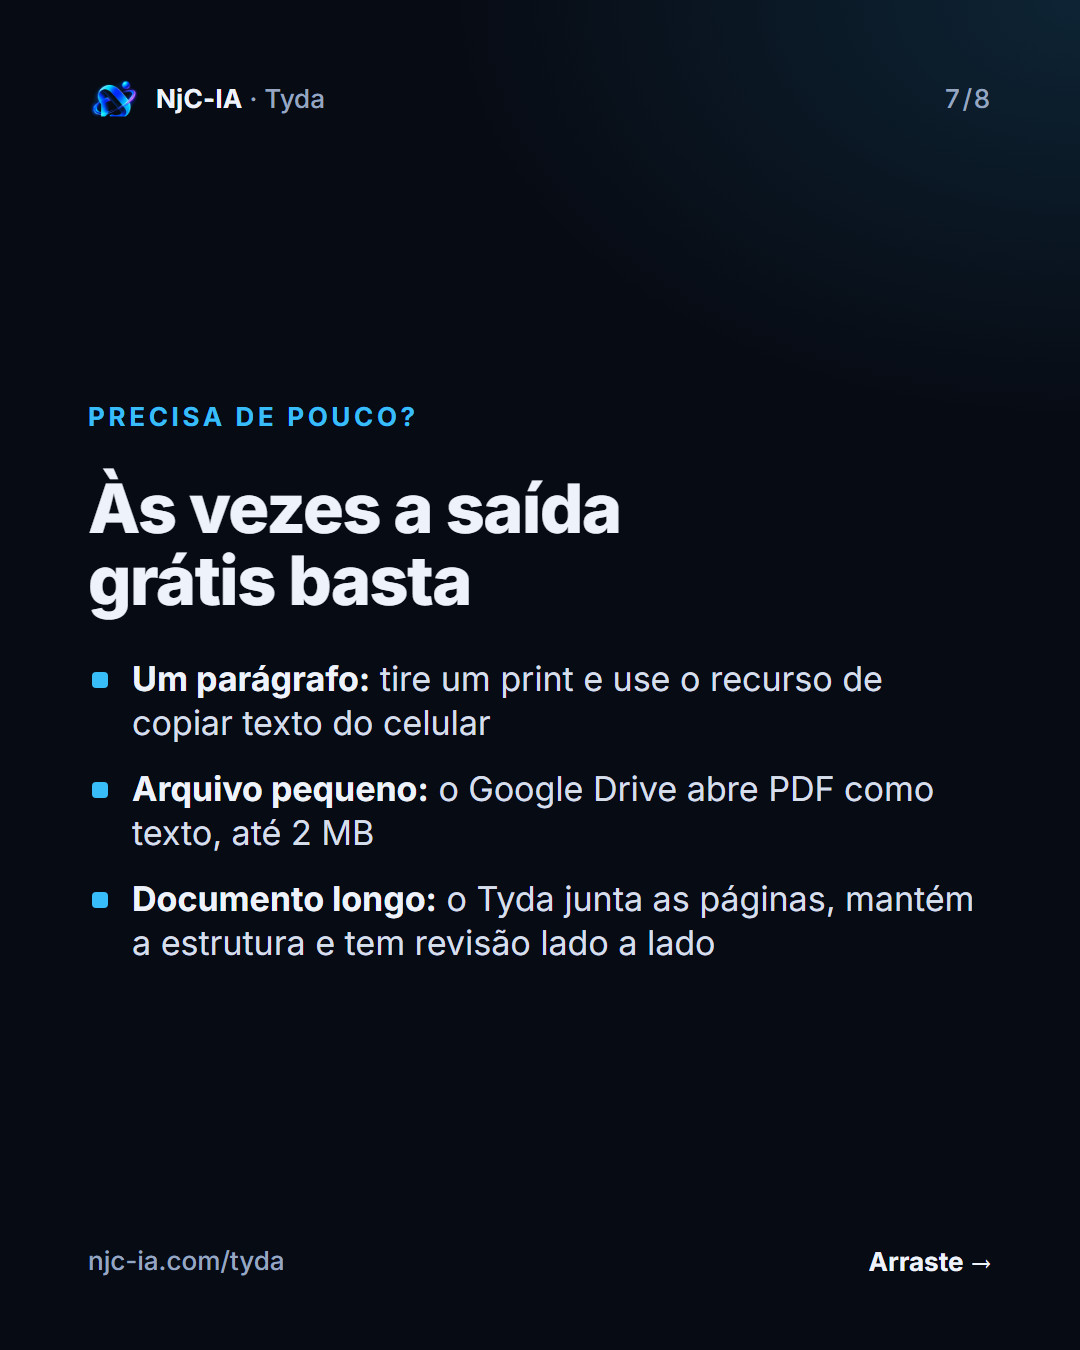 NjC-IA · Tyda
7/8
PRECISA DE POUCO?
Às vezes a saída
grátis basta
Um parágrafo: tire um print e use o recurso de
copiar texto do celular
Arquivo pequeno: o Google Drive abre PDF como
texto, até 2 MB
Documento longo: o Tyda junta as páginas, mantém
a estrutura e tem revisão lado a lado
njc-ia.com/tyda
Arraste →